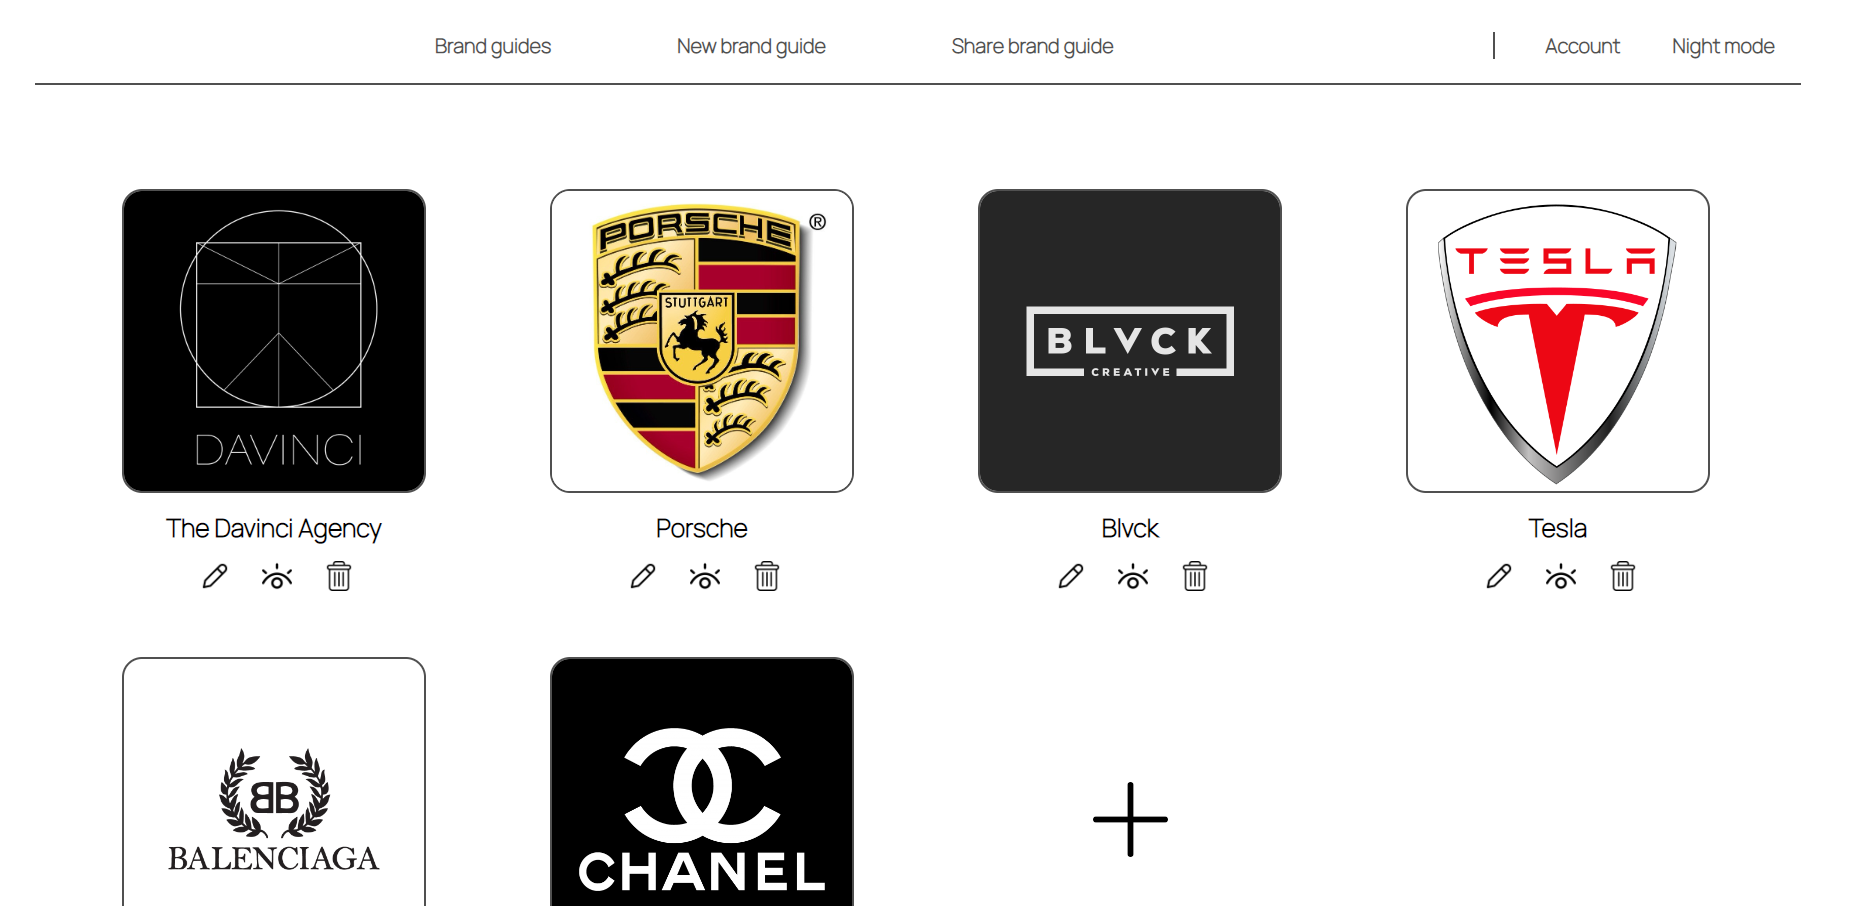 Brand guides New brand guide Share brand guide | Account Night mode
DAVINCI
PORSCHE ®
STUTTGART
BLVCK
CREATIVE
TESLA
The Davinci Agency
Porsche
Blvck
Tesla
BB
BALENCIAGA
CHANEL